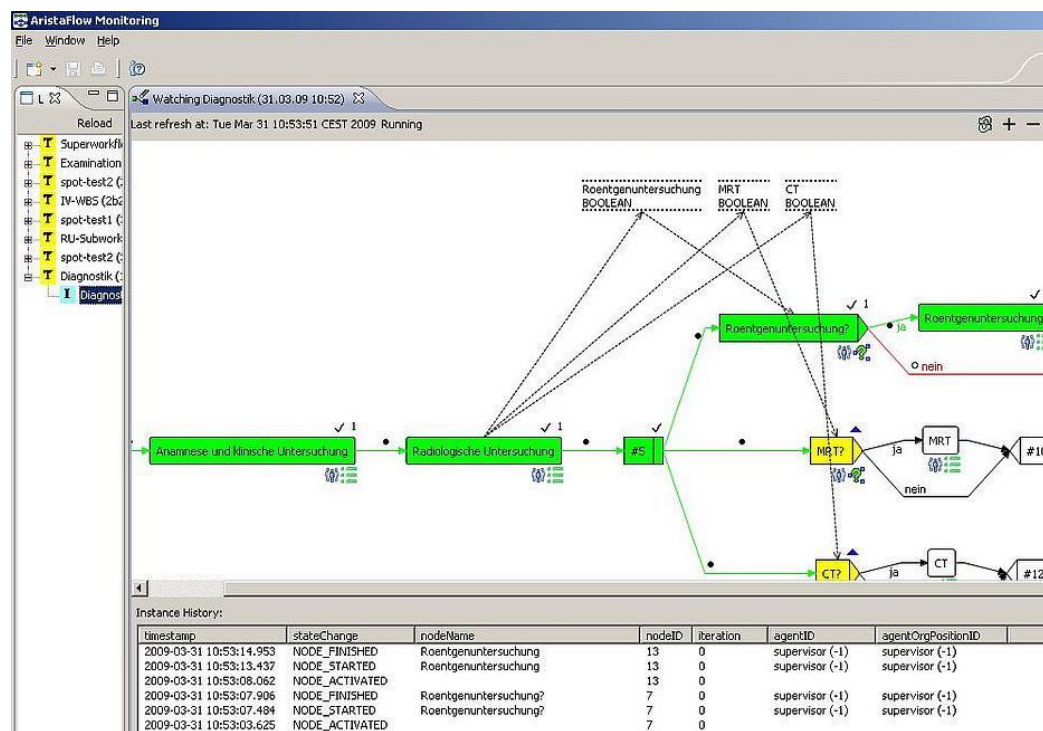 AristaFlow Monitoring
File Window Help
L
Watching Diagnostik (31.03.09 10:52)
Reload
Last refresh at: Tue Mar 31 10:53:51 CEST 2009 Running
T Superworkfl
T Examination
T spot-test2 (
T IV-WBS (2b2
T spot-test1 (
T RU-Subwork
T spot-test2 (
T Diagnostik (
I Diagnost
Roentgenuntersuchung MRT CT
BOOLEAN BOOLEAN BOOLEAN
1
Roentgenuntersuchung? ja Roentgenuntersuchung
nein
1 1
Anamnese und klinische Untersuchung Radiologische Untersuchung #5 MRT? ja MRT #10
nein
CT? ja CT #12
Instance History:
timestamp stateChange nodeName nodeID iteration agentID agentOrgPositionID
2009-03-31 10:53:14.953 NODE_FINISHED Roentgenuntersuchung 13 0 supervisor (-1) supervisor (-1)
2009-03-31 10:53:13.437 NODE_STARTED Roentgenuntersuchung 13 0 supervisor (-1) supervisor (-1)
2009-03-31 10:53:08.062 NODE_ACTIVATED 13 0
2009-03-31 10:53:07.906 NODE_FINISHED Roentgenuntersuchung? 7 0 supervisor (-1) supervisor (-1)
2009-03-31 10:53:07.484 NODE_STARTED Roentgenuntersuchung? 7 0 supervisor (-1) supervisor (-1)
2009-03-31 10:53:03.625 NODE_ACTIVATED 7 0